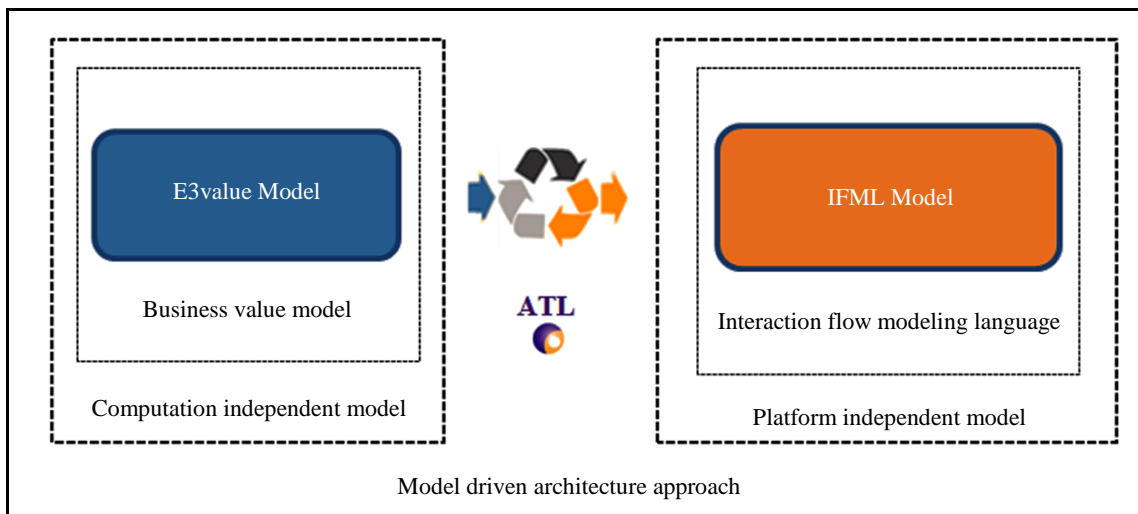 E3value Model
Business value model
Computation independent model
ATL
IFML Model
Interaction flow modeling language
Platform independent model
Model driven architecture approach